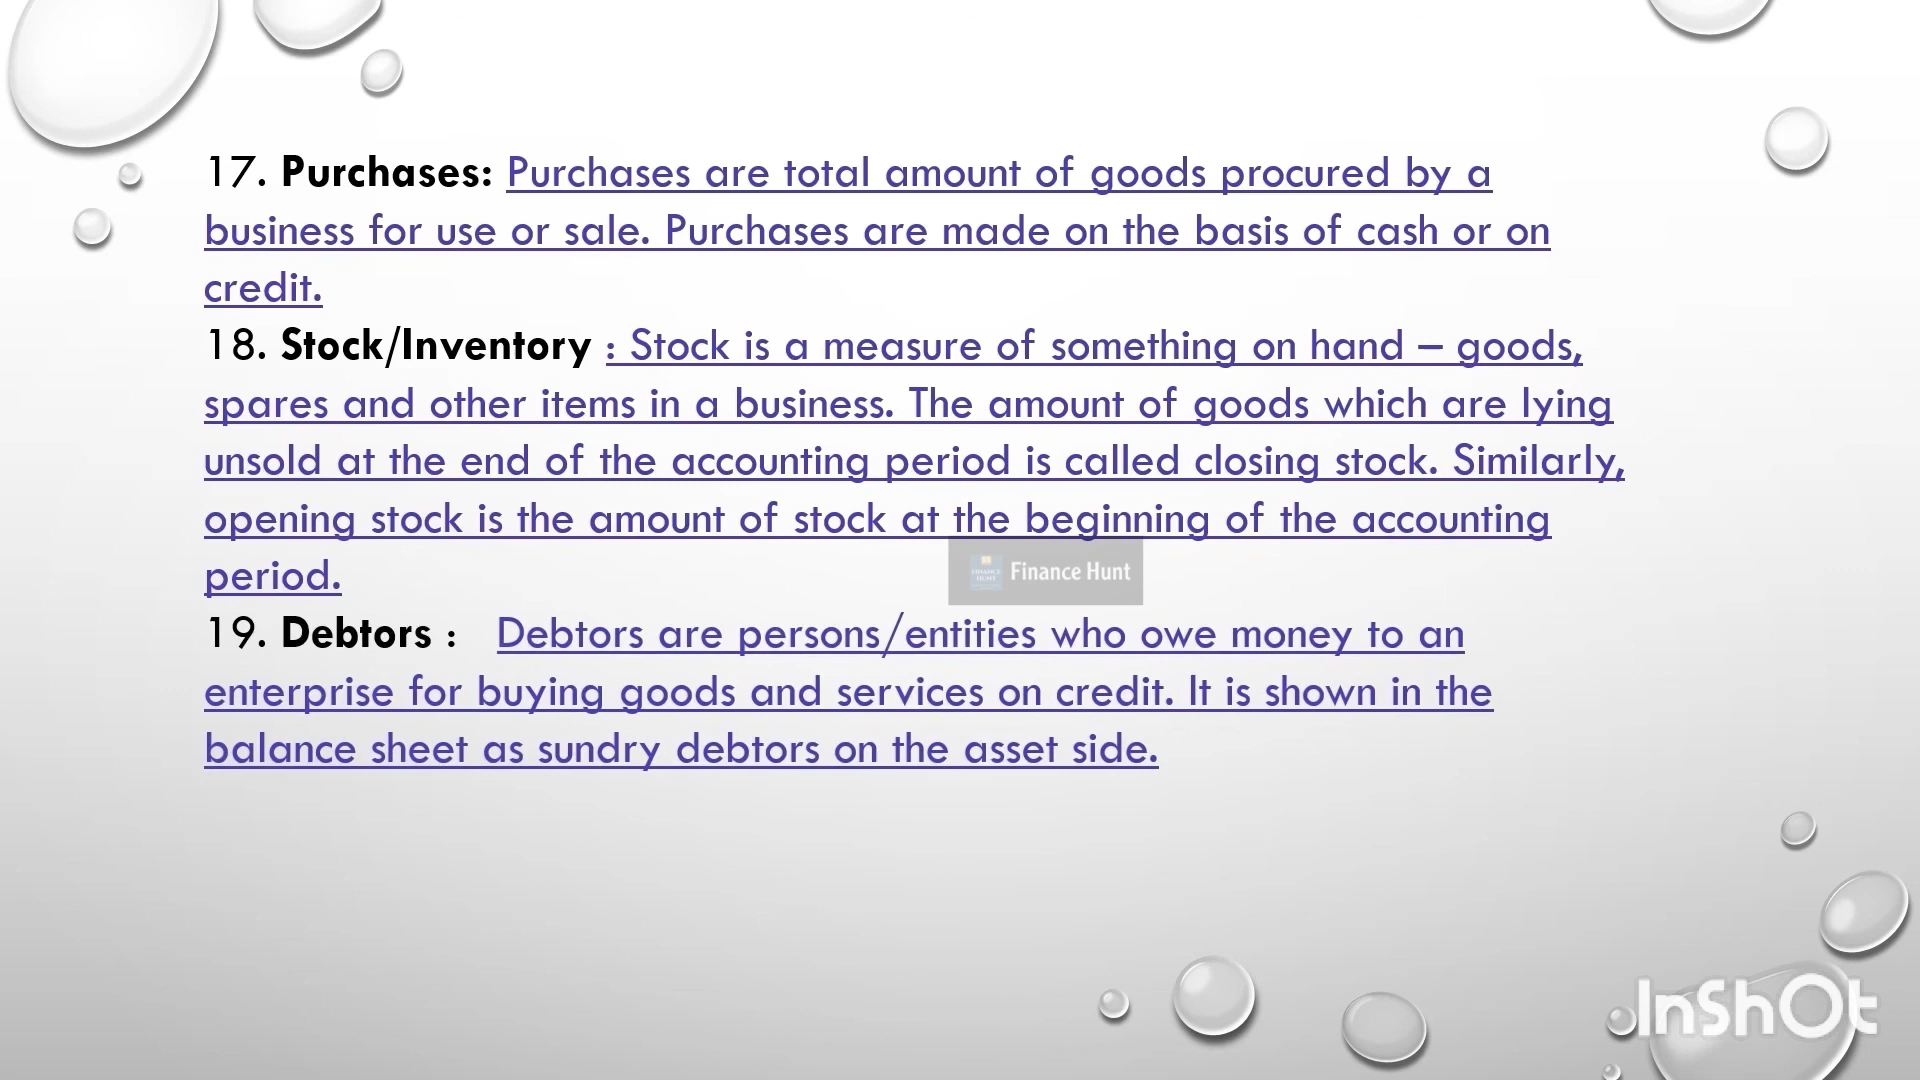 17. Purchases: Purchases are total amount of goods procured by a
business for use or sale. Purchases are made on the basis of cash or on
credit.
18. Stock/Inventory : Stock is a measure of something on hand – goods,
spares and other items in a business. The amount of goods which are lying
unsold at the end of the accounting period is called closing stock. Similarly,
opening stock is the amount of stock at the beginning of the accounting
period.
Finance Hunt
19. Debtors : Debtors are persons/entities who owe money to an
enterprise for buying goods and services on credit. It is shown in the
balance sheet as sundry debtors on the asset side.
InShOt